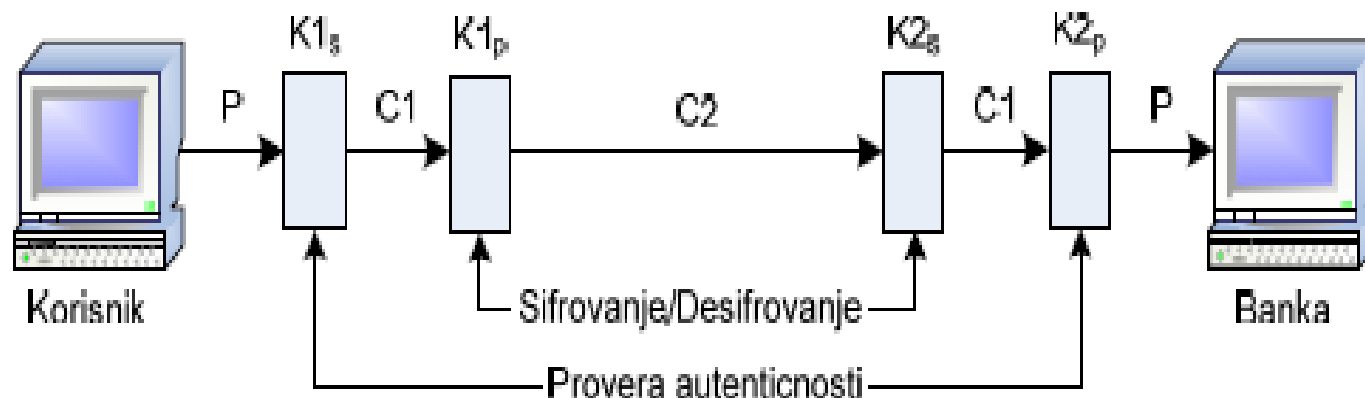 K1s K1p K2s K2p
P C1 C2 C1 P
Korisnik Sifrovanje/Desifrovanje Banka
Provera autenticnosti